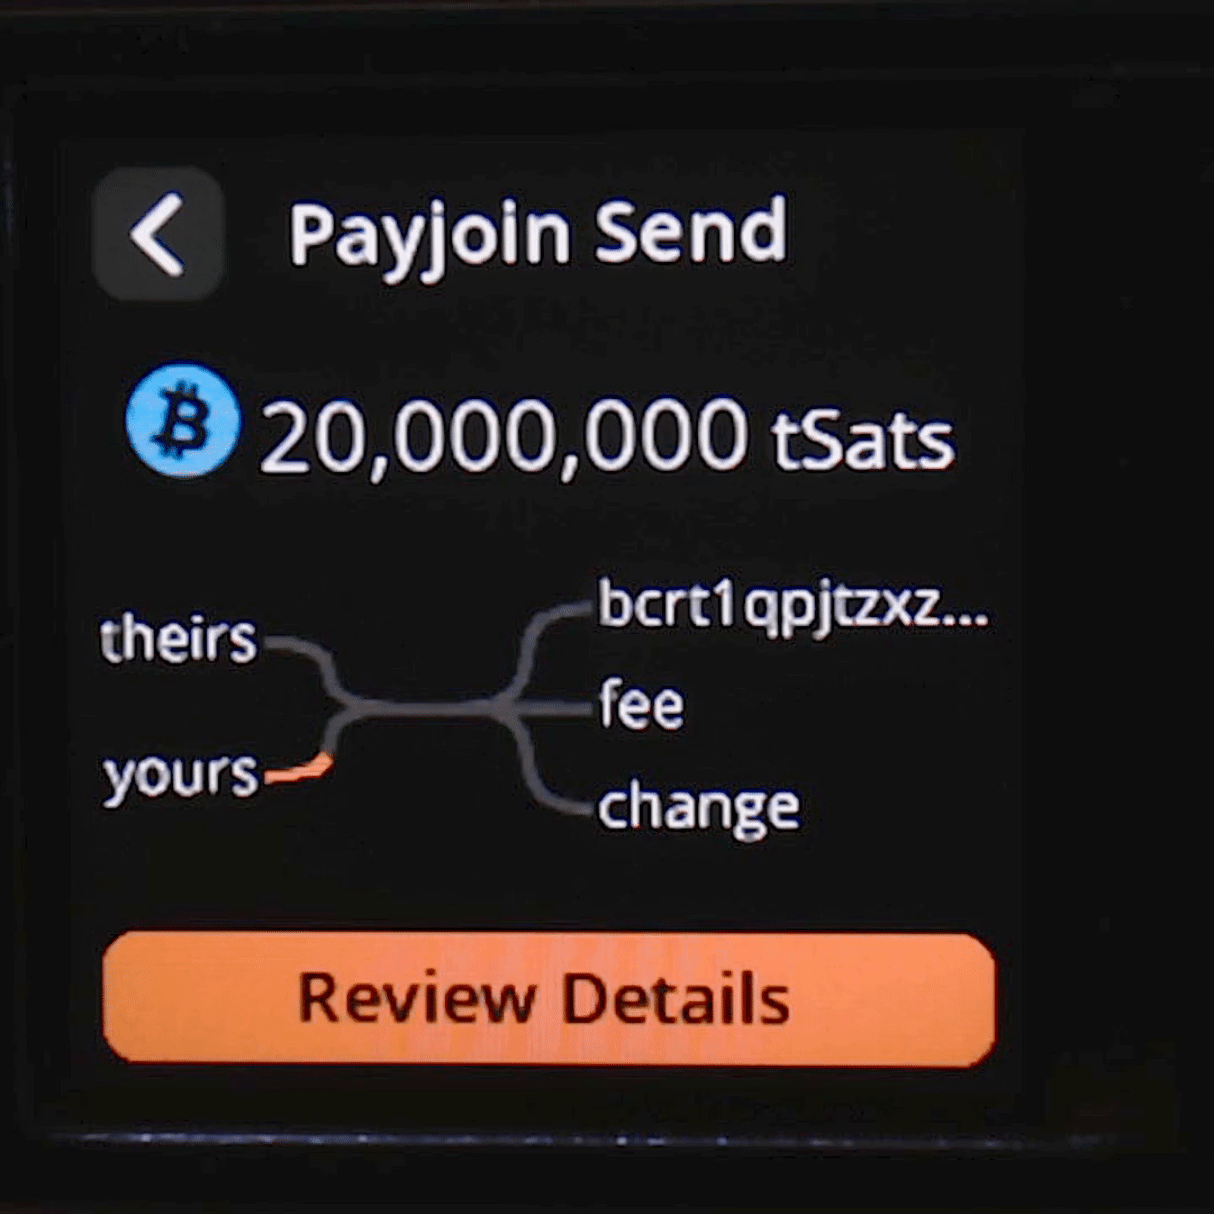 Payjoin Send
20,000,000 tSats
theirs
yours
bcrt1qpjtzxz...
fee
change
Review Details